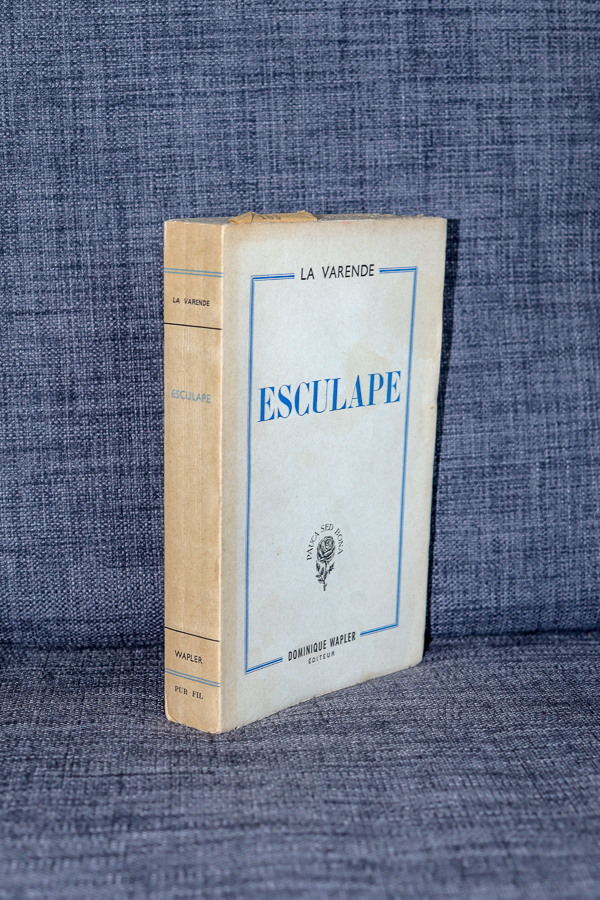 LA VARENDE
ESCULAPE
WAPLER
PUR FIL
LA VARENDE
ESCULAPE
PAUCA SED BONA
DOMINIQUE WAPLER
EDITEUR